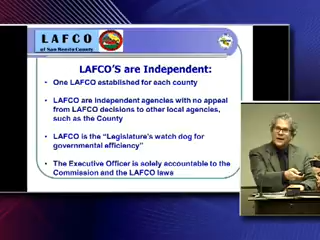 LAFCO
of San Benito County
LAFCO'S are Independent:
• One LAFCO established for each county
• LAFCO are independent agencies with no appeal
from LAFCO decisions to other local agencies,
such as the County
• LAFCO is the “Legislature's watch dog for
governmental efficiency”
• The Executive Officer is solely accountable to the
Commission and the LAFCO laws